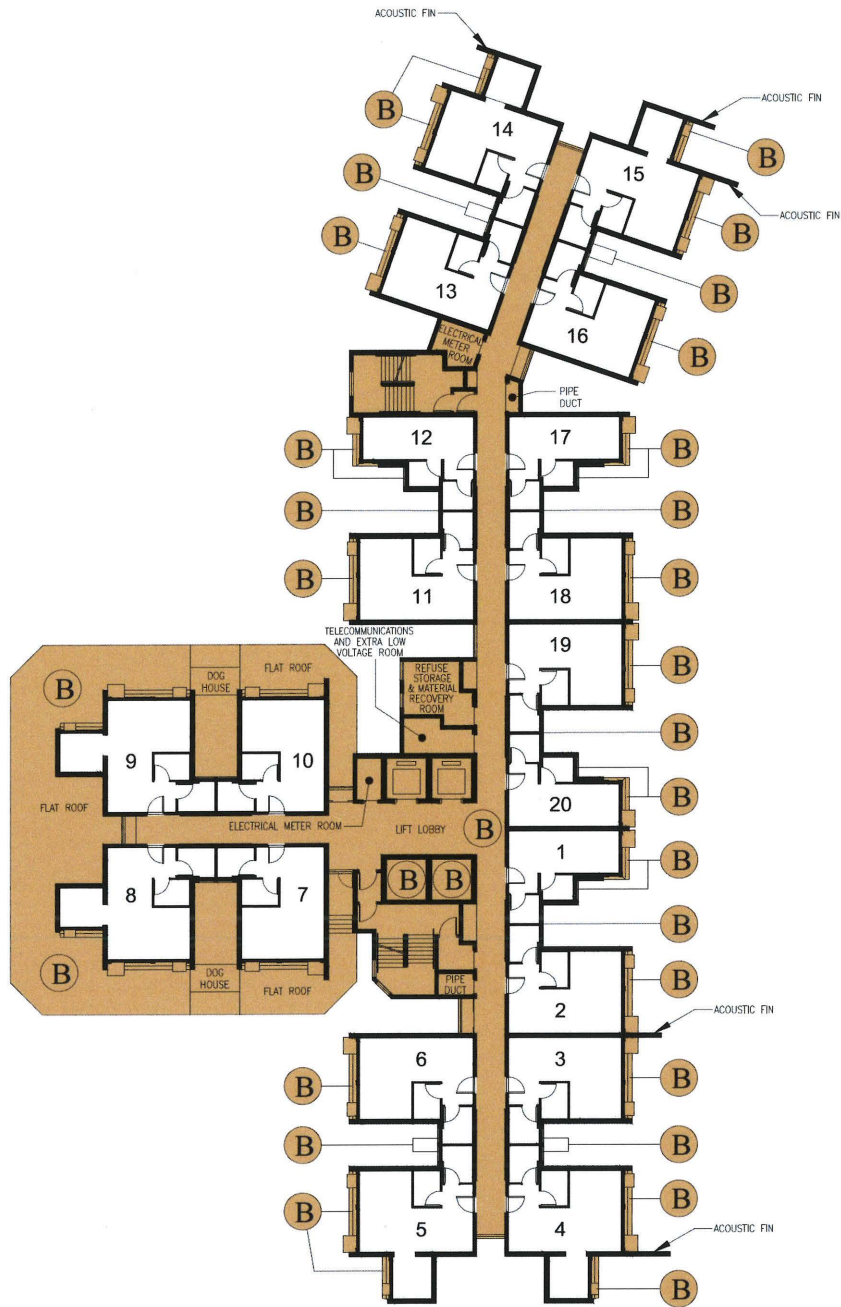 ACOUSTIC FIN
B
14
ACOUSTIC FIN
B
15
B
ACOUSTIC FIN
B
B
B
B
13
16
ELECTRICAL
METER
ROOM
B
PIPE
DUCT
B
12
17
B
B
B
B
11
18
B
TELECOMMUNICATIONS
AND EXTRA LOW
VOLTAGE ROOM
19
FLAT ROOF
DOG
HOUSE
REFUSE
STORAGE
& MATERIAL
RECOVERY
ROOM
B
B
9
10
B
20
FLAT ROOF
ELECTRICAL METER ROOM
LIFT LOBBY
B
1
B
B
B
8
7
B
B
DOG
HOUSE
FLAT ROOF
PIPE
DUCT
B
2
ACOUSTIC FIN
6
3
B
B
B
B
B
B
5
4
ACOUSTIC FIN
B